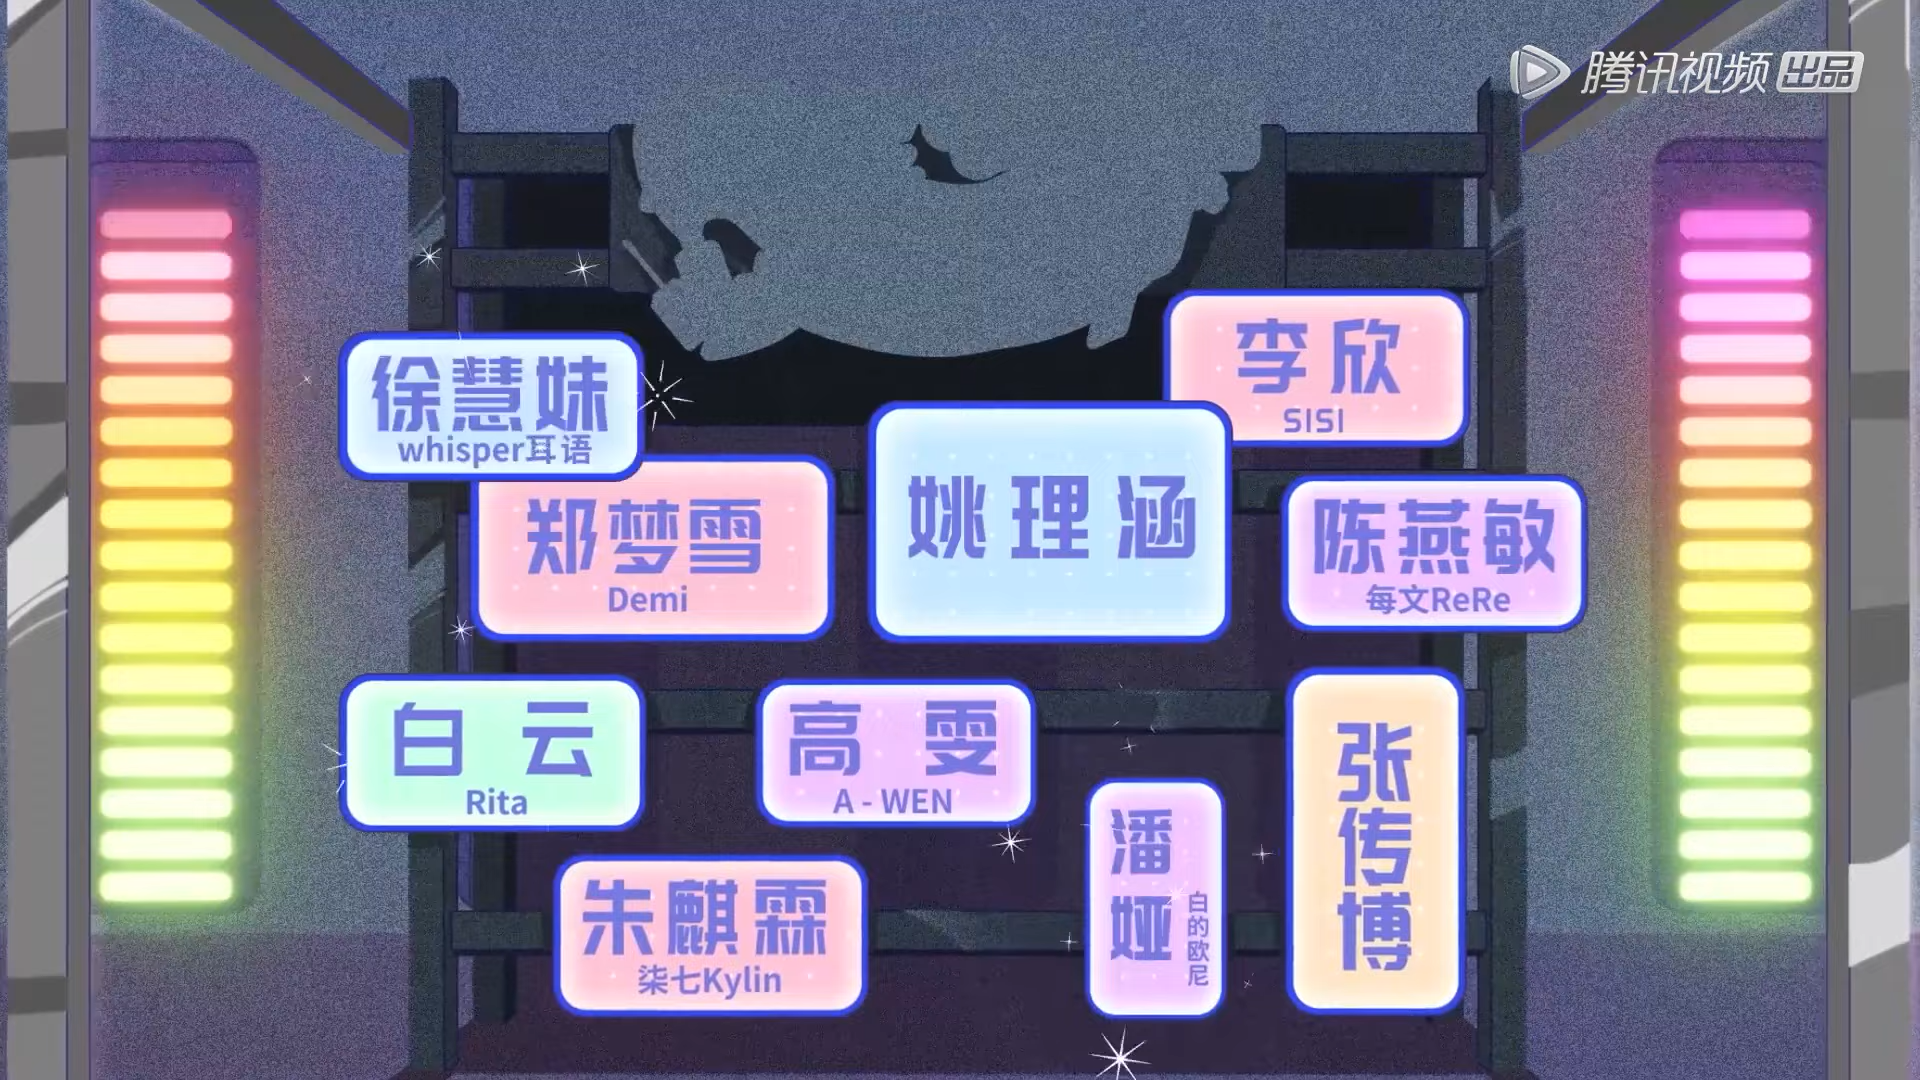 腾讯视频 出品
李欣
SISI
徐慧妹
whisper耳语
郑梦雪
Demi
姚理涵
陈燕敏
每文ReRe
白云
Rita
高雯
A-WEN
张传博
潘娅
白的欧尼
朱麒霖
柒七Kylin